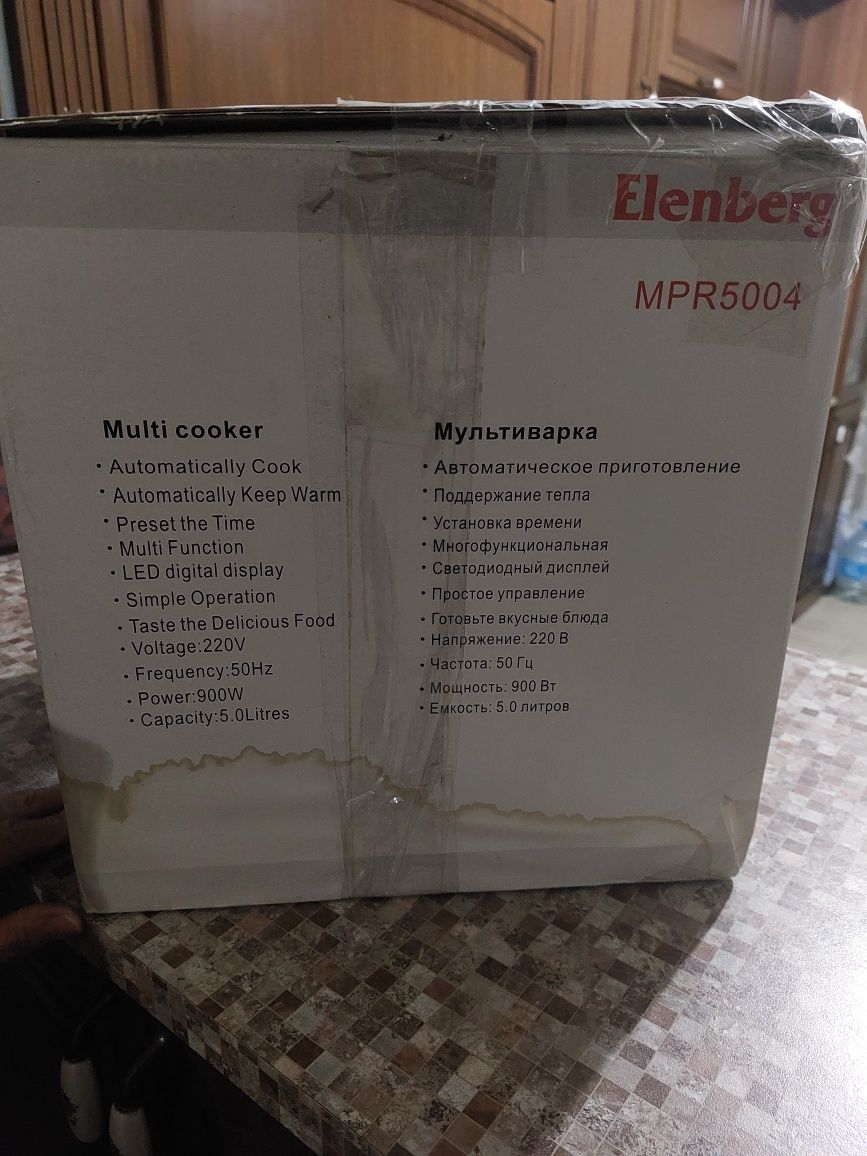 Elenberg
MPR5004
Multi cooker
• Automatically Cook
• Automatically Keep Warm
• Preset the Time
• Multi Function
• LED digital display
• Simple Operation
• Taste the Delicious Food
• Voltage:220V
• Frequency:50Hz
• Power:900W
• Capacity:5.0Litres
Мультиварка
• Автоматическое приготовление
• Поддержание тепла
• Установка времени
• Многофункциональная
• Светодиодный дисплей
• Простое управление
• Готовьте вкусные блюда
• Напряжение: 220 В
• Частота: 50 Гц
• Мощность: 900 Вт
• Емкость: 5.0 литров